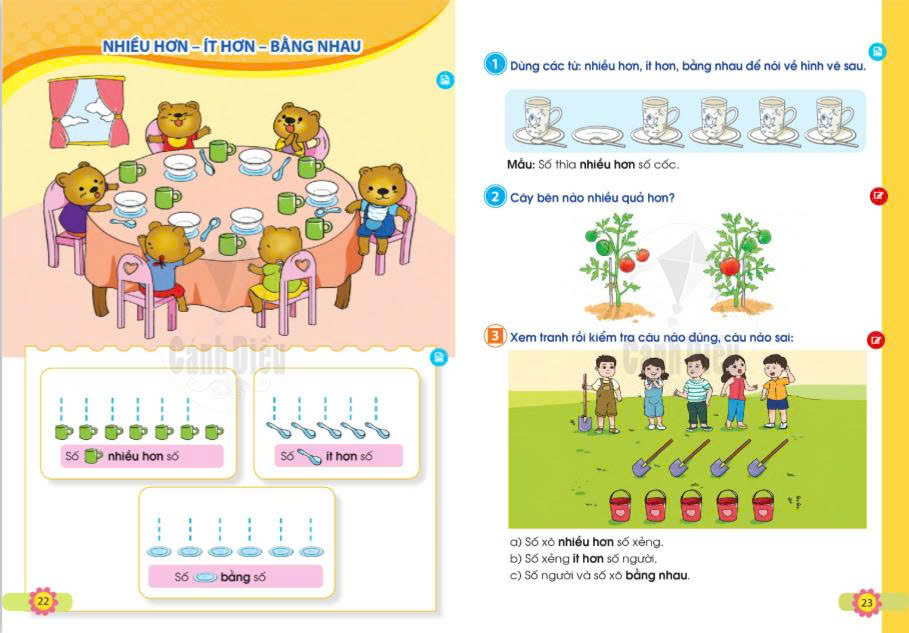 NHIỀU HƠN – ÍT HƠN – BẰNG NHAU
Số nhiều hơn số
Số ít hơn số
Số bằng số
Cánh Diều
22
1 Dùng các từ: nhiều hơn, ít hơn, bằng nhau để nói về hình vẽ sau.
Mẫu: Số thìa nhiều hơn số cốc.
2 Cây bên nào nhiều quả hơn?
3 Xem tranh rồi kiểm tra câu nào đúng, câu nào sai:
Cánh Diều
a) Số xô nhiều hơn số xẻng.
b) Số xẻng ít hơn số người.
c) Số người và số xô bằng nhau.
23